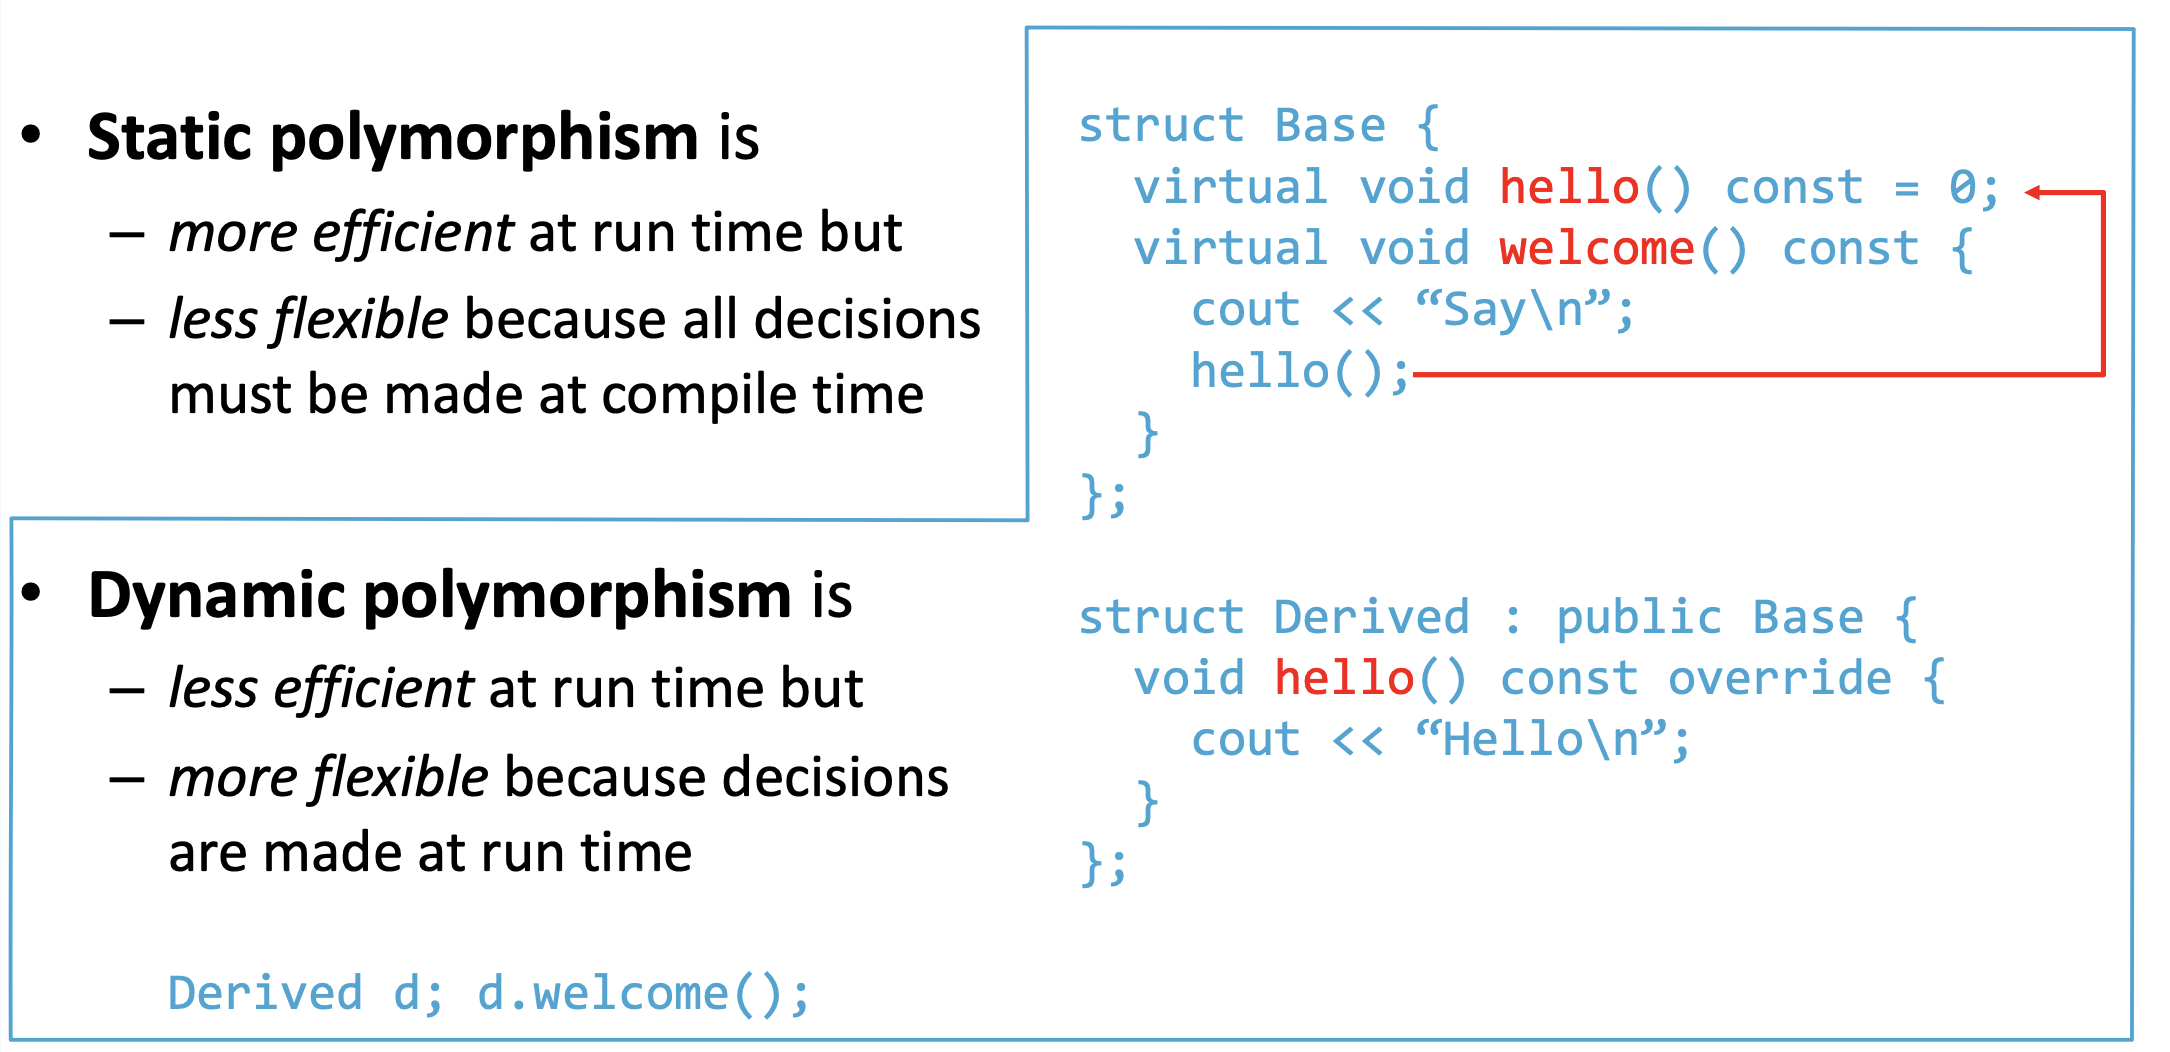 • Static polymorphism is
– more efficient at run time but
– less flexible because all decisions
must be made at compile time
• Dynamic polymorphism is
– less efficient at run time but
– more flexible because decisions
are made at run time
Derived d; d.welcome();
struct Base {
  virtual void hello() const = 0;
  virtual void welcome() const {
    cout << “Say\n”;
    hello();
  }
};
struct Derived : public Base {
  void hello() const override {
    cout << “Hello\n”;
  }
};